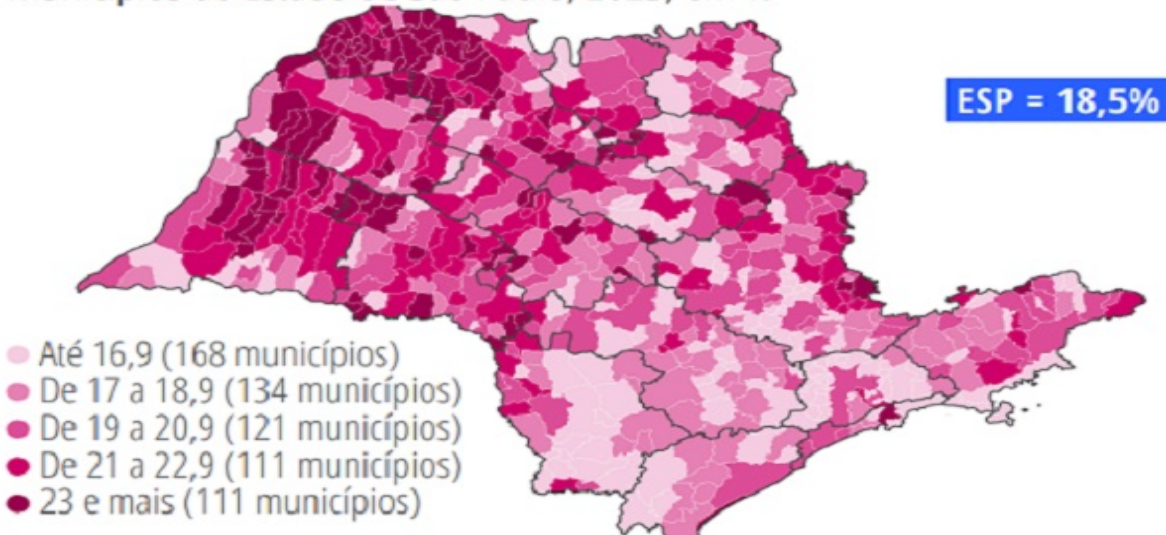 ESP = 18,5%
Até 16,9 (168 municípios)
De 17 a 18,9 (134 municípios)
De 19 a 20,9 (121 municípios)
De 21 a 22,9 (111 municípios)
23 e mais (111 municípios)